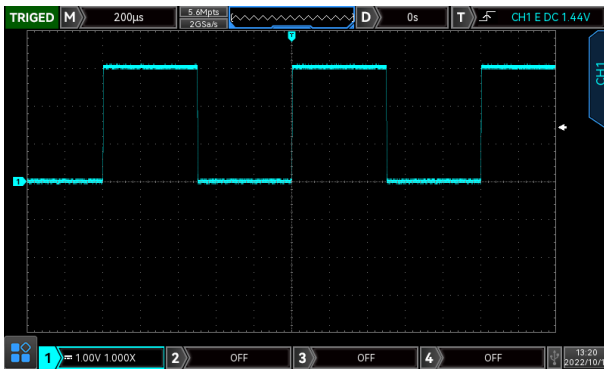 TRIGED M 200μs 5.6Mpts D 0s T CH1 E DC 1.44V
2GSa/s
T
CH1
1
1 1.00V 1.000X 2 OFF 3 OFF 4 OFF 13:20
2022/10/1